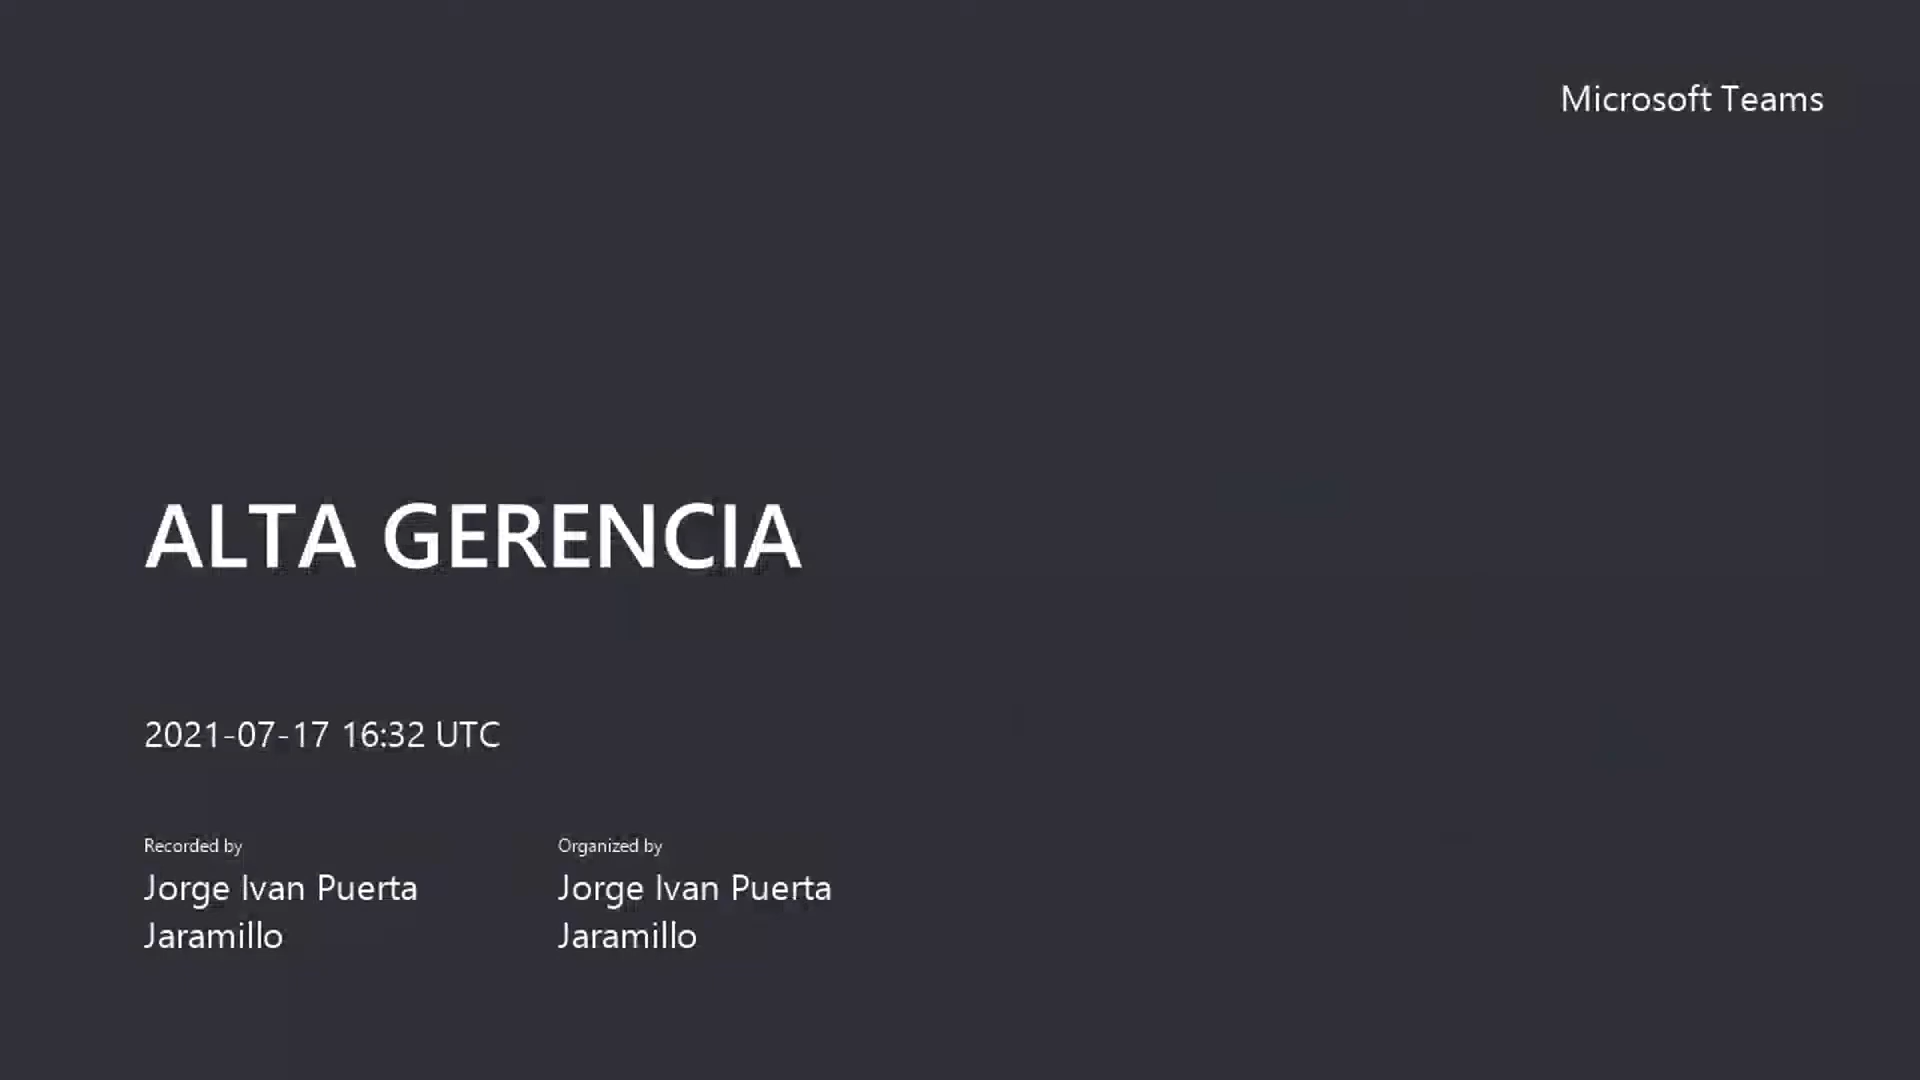 Microsoft Teams
ALTA GERENCIA
2021-07-17 16:32 UTC
Recorded by
Jorge Ivan Puerta
Jaramillo
Organized by
Jorge Ivan Puerta
Jaramillo